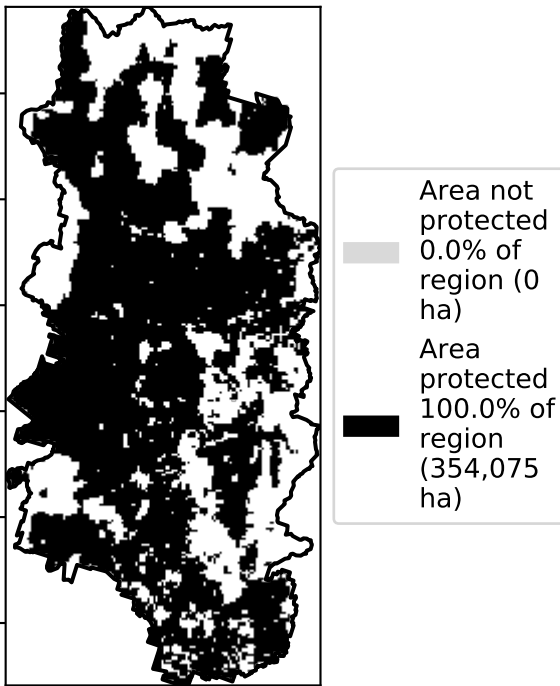 Area not
protected
0.0% of
region (0
ha)
Area
protected
100.0% of
region
(354,075
ha)